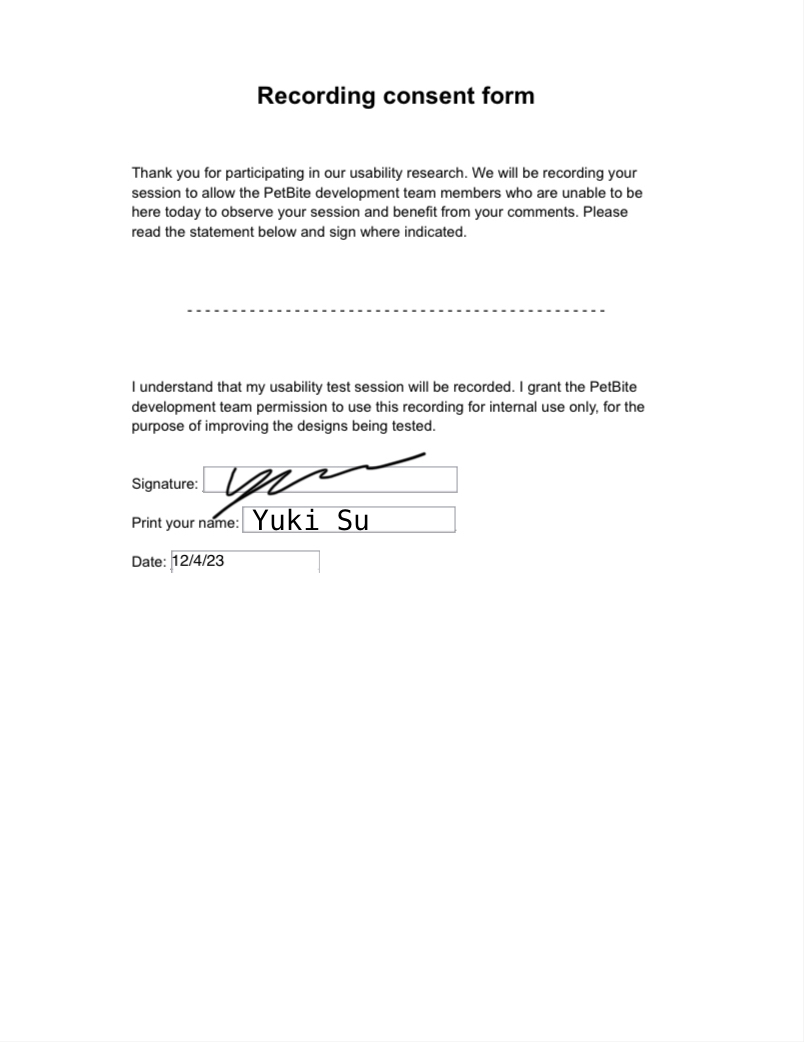 Recording consent form
Thank you for participating in our usability research. We will be recording your
session to allow the PetBite development team members who are unable to be
here today to observe your session and benefit from your comments. Please
read the statement below and sign where indicated.
- - - - - - - - - - - - - - - - - - - - - - - - - - - - - - - - - - - - - - - - - - - - - - -
I understand that my usability test session will be recorded. I grant the PetBite
development team permission to use this recording for internal use only, for the
purpose of improving the designs being tested.
Signature:
Print your name: Yuki Su
Date: 12/4/23